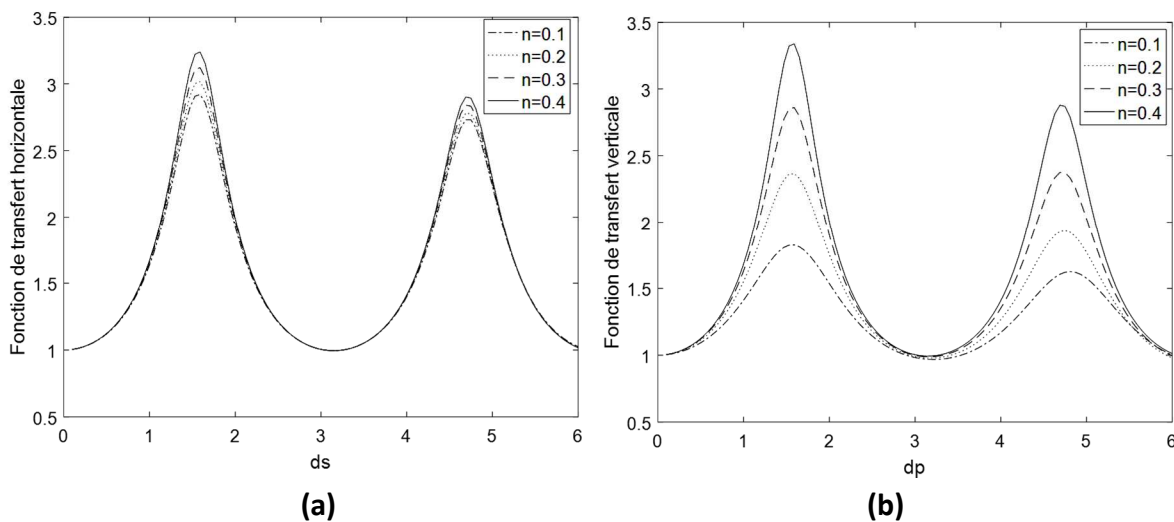 3.5
3
2.5
2
1.5
1
0.5
Fonction de transfert horizontale
n=0.1
n=0.2
n=0.3
n=0.4
0 1 2 3 4 5 6
ds
(a)
3.5
3
2.5
2
1.5
1
0.5
Fonction de transfert verticale
n=0.1
n=0.2
n=0.3
n=0.4
0 1 2 3 4 5 6
dp
(b)